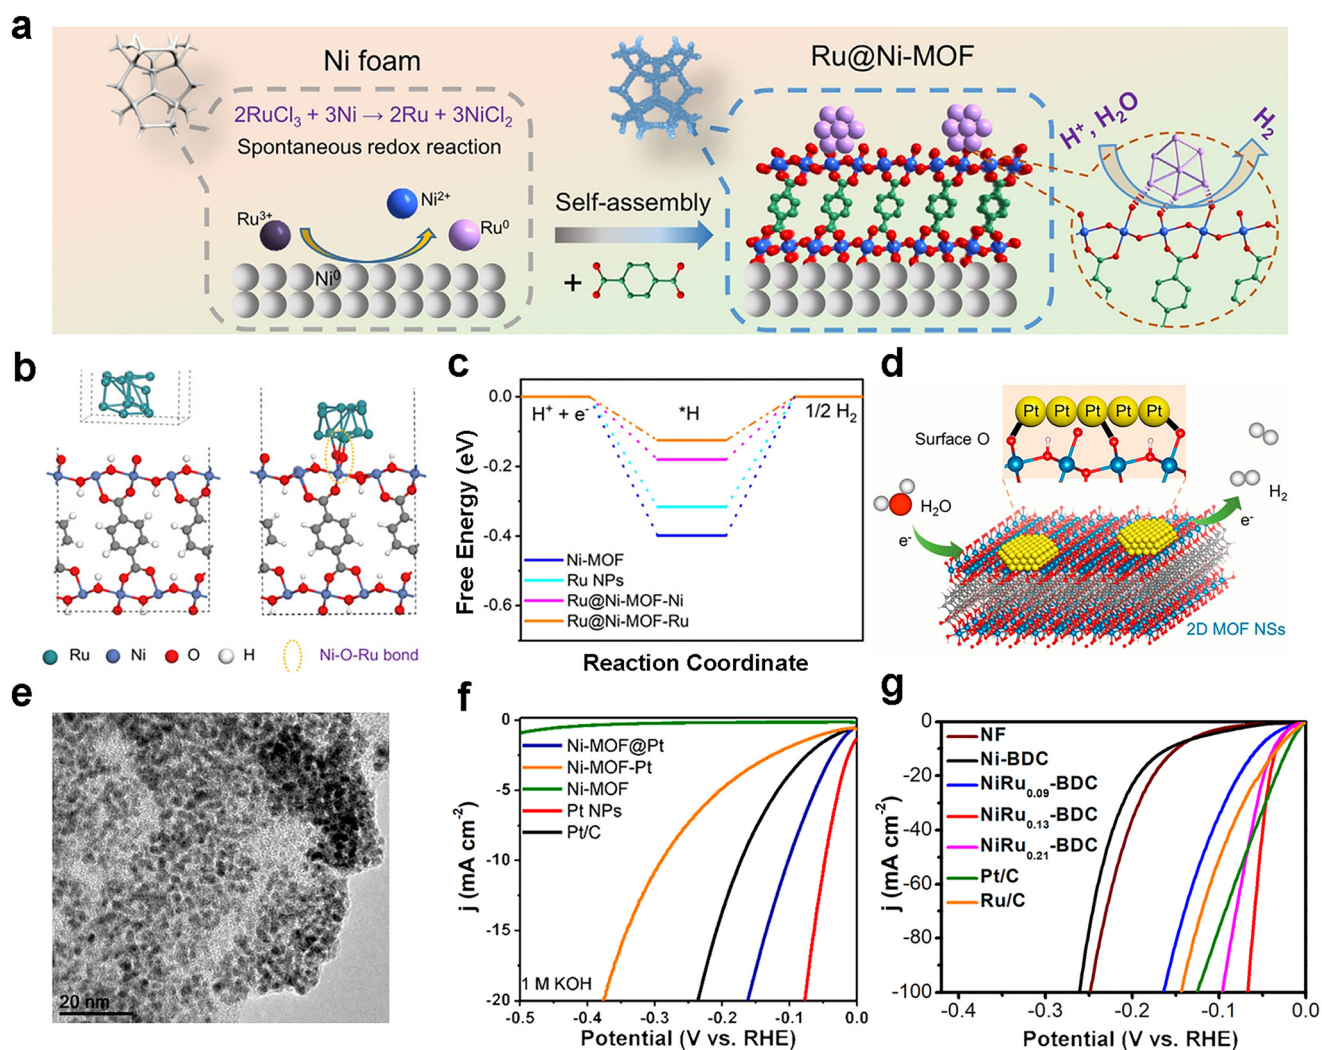 a
Ni foam
2RuCl₃ + 3Ni → 2Ru + 3NiCl₂
Spontaneous redox reaction
Ru³⁺
Ni²⁺
Ru⁰
Ni⁰
Self-assembly
+
Ru@Ni-MOF
H⁺, H₂O
H₂
b
Ru
Ni
O
H
Ni-O-Ru bond
c
Free Energy (eV)
0.0
-0.2
-0.4
-0.6
H⁺ + e⁻
*H
1/2 H₂
Ni-MOF
Ru NPs
Ru@Ni-MOF-Ni
Ru@Ni-MOF-Ru
Reaction Coordinate
d
Pt Pt Pt Pt Pt
Surface O
H₂O
e⁻
H₂
e⁻
2D MOF NSs
e
20 nm
f
j (mA cm⁻²)
0
-5
-10
-15
-20
Ni-MOF@Pt
Ni-MOF-Pt
Ni-MOF
Pt NPs
Pt/C
1 M KOH
-0.5 -0.4 -0.3 -0.2 -0.1 0.0
Potential (V vs. RHE)
g
j (mA cm⁻²)
0
-20
-40
-60
-80
-100
NF
Ni-BDC
NiRu₀.₀₉-BDC
NiRu₀.₁₃-BDC
NiRu₀.₂₁-BDC
Pt/C
Ru/C
-0.4 -0.3 -0.2 -0.1 0.0
Potential (V vs. RHE)